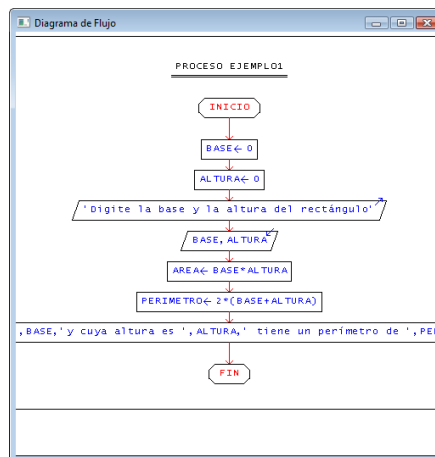 Diagrama de Flujo
PROCESO EJEMPLO1
INICIO
BASE← 0
ALTURA← 0
'Digite la base y la altura del rectángulo'
BASE,ALTURA
AREA← BASE*ALTURA
PERIMETRO← 2*(BASE+ALTURA)
,BASE,'y cuya altura es ',ALTURA,' tiene un perímetro de ',PE
FIN